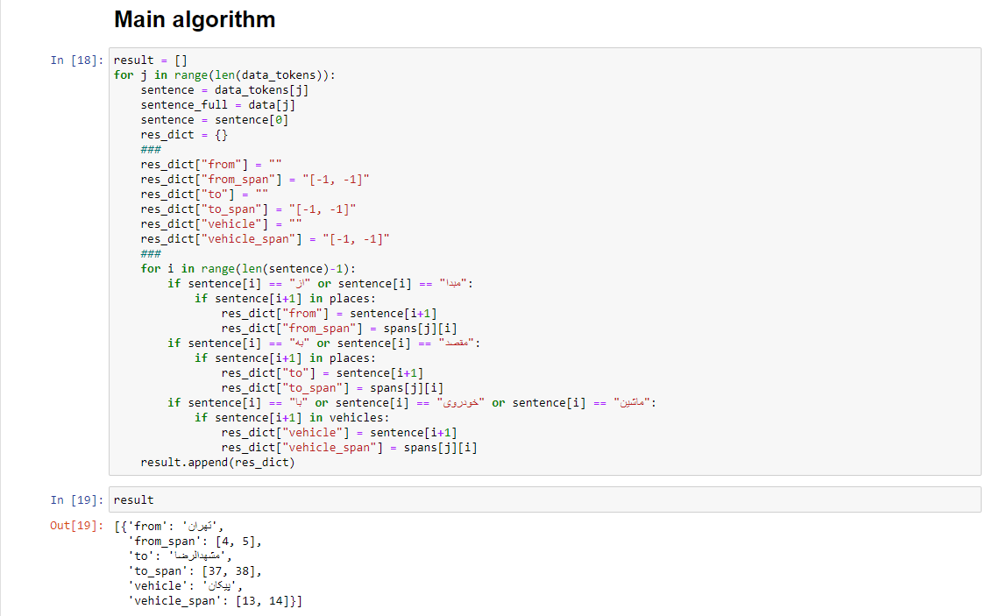 Main algorithm
In [18]: result = []
for j in range(len(data_tokens)):
    sentence = data_tokens[j]
    sentence_full = data[j]
    sentence = sentence[0]
    res_dict = {}
    ###
    res_dict["from"] = ""
    res_dict["from_span"] = "[-1, -1]"
    res_dict["to"] = ""
    res_dict["to_span"] = "[-1, -1]"
    res_dict["vehicle"] = ""
    res_dict["vehicle_span"] = "[-1, -1]"
    ###
    for i in range(len(sentence)-1):
        if sentence[i] == "از" or sentence[i] == "مبدا":
            if sentence[i+1] in places:
                res_dict["from"] = sentence[i+1]
                res_dict["from_span"] = spans[j][i]
        if sentence[i] == "به" or sentence[i] == "مقصد":
            if sentence[i+1] in places:
                res_dict["to"] = sentence[i+1]
                res_dict["to_span"] = spans[j][i]
        if sentence[i] == "با" or sentence[i] == "خودروی" or sentence[i] == "ماشین":
            if sentence[i+1] in vehicles:
                res_dict["vehicle"] = sentence[i+1]
                res_dict["vehicle_span"] = spans[j][i]
    result.append(res_dict)
In [19]: result
Out[19]: [{'from': 'تهران',
  'from_span': [4, 5],
  'to': 'مشهدالرضا',
  'to_span': [37, 38],
  'vehicle': 'پیکان',
  'vehicle_span': [13, 14]}]